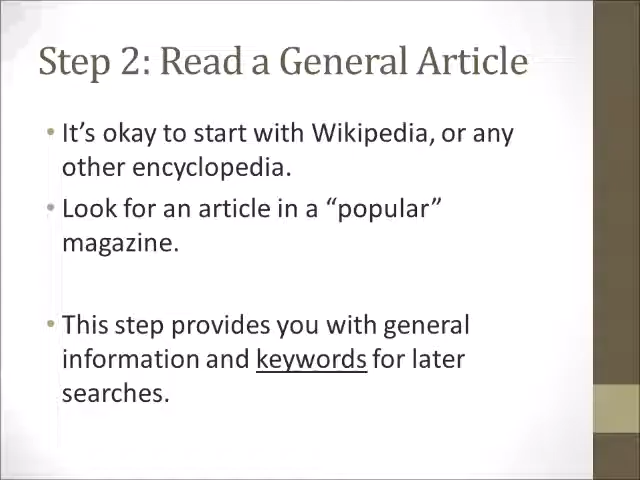 Step 2: Read a General Article
• It’s okay to start with Wikipedia, or any
other encyclopedia.
• Look for an article in a “popular”
magazine.
• This step provides you with general
information and keywords for later
searches.